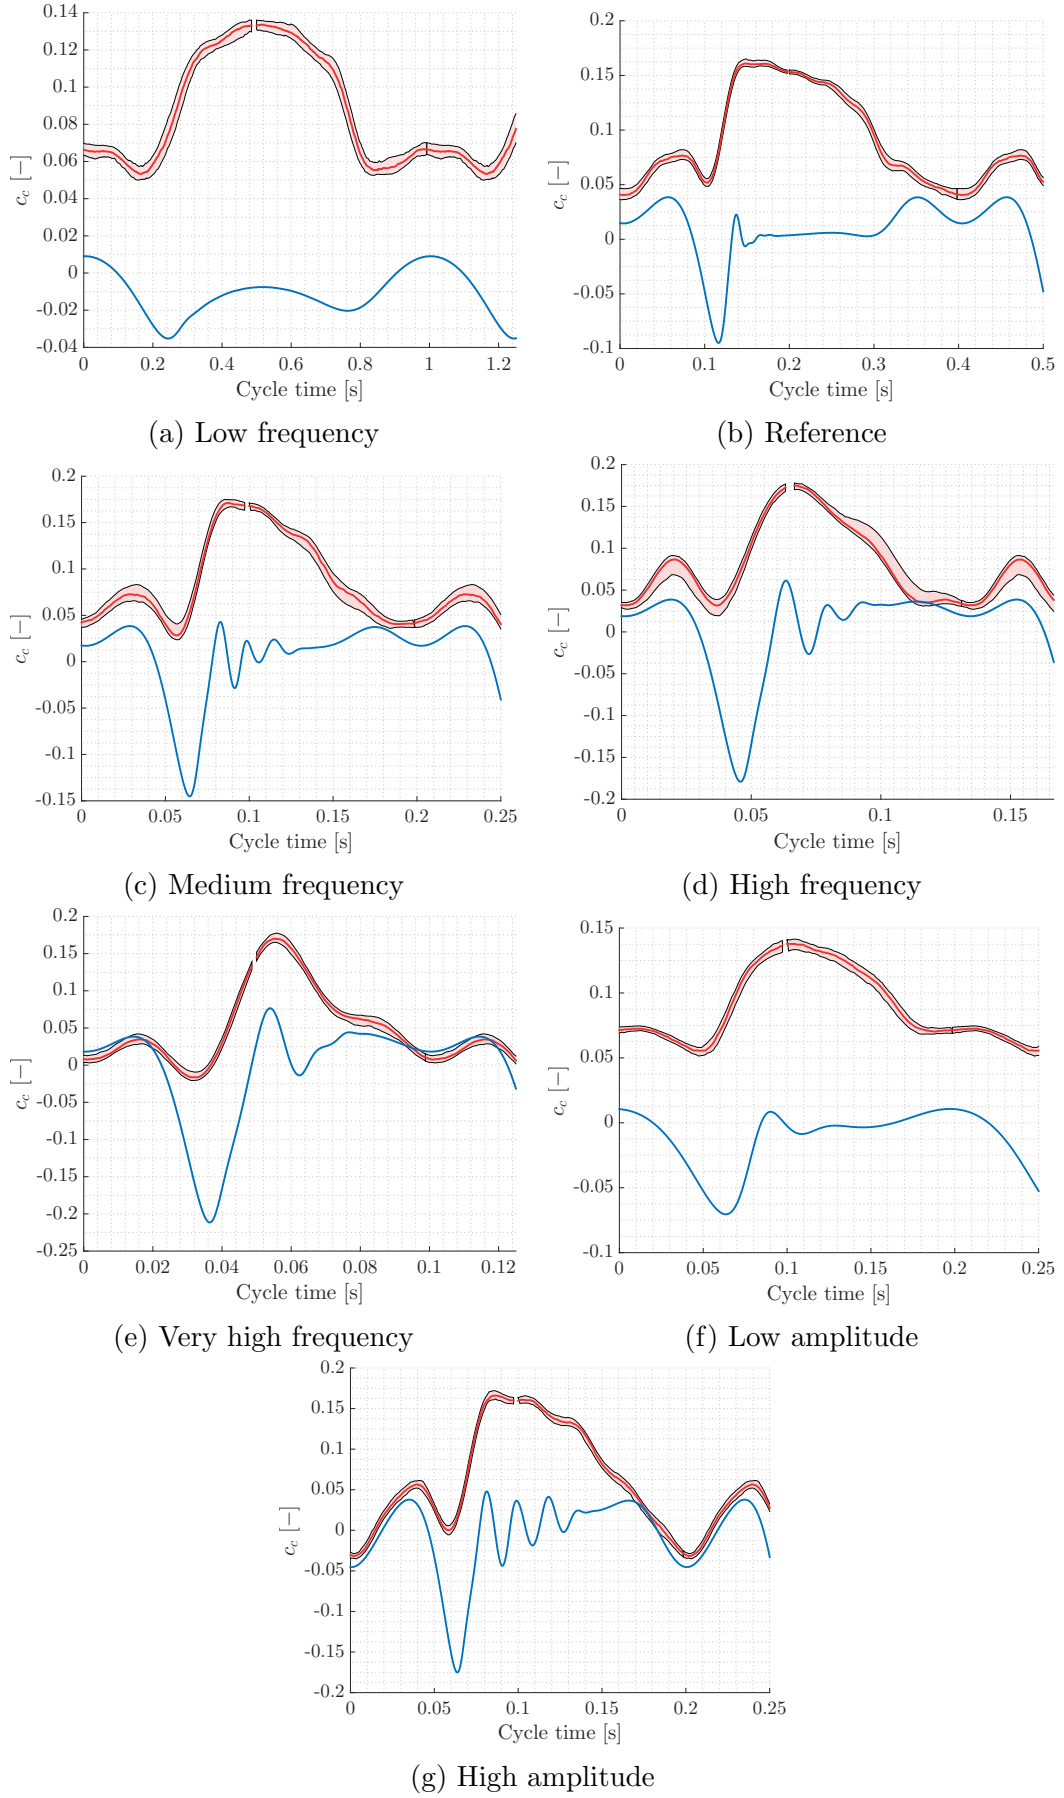 0.14
0.12
0.1
0.08
0.06
0.04
0.02
0
-0.02
-0.04
c_c [−]
0 0.2 0.4 0.6 0.8 1 1.2
Cycle time [s]
(a) Low frequency
0.2
0.15
0.1
0.05
0
-0.05
-0.1
c_c [−]
0 0.1 0.2 0.3 0.4 0.5
Cycle time [s]
(b) Reference
0.2
0.15
0.1
0.05
0
-0.05
-0.1
-0.15
c_c [−]
0 0.05 0.1 0.15 0.2 0.25
Cycle time [s]
(c) Medium frequency
0.2
0.15
0.1
0.05
0
-0.05
-0.1
-0.15
-0.2
c_c [−]
0 0.05 0.1 0.15
Cycle time [s]
(d) High frequency
0.2
0.15
0.1
0.05
0
-0.05
-0.1
-0.15
-0.2
-0.25
c_c [−]
0 0.02 0.04 0.06 0.08 0.1 0.12
Cycle time [s]
(e) Very high frequency
0.15
0.1
0.05
0
-0.05
-0.1
c_c [−]
0 0.05 0.1 0.15 0.2 0.25
Cycle time [s]
(f) Low amplitude
0.2
0.15
0.1
0.05
0
-0.05
-0.1
-0.15
-0.2
c_c [−]
0 0.05 0.1 0.15 0.2 0.25
Cycle time [s]
(g) High amplitude